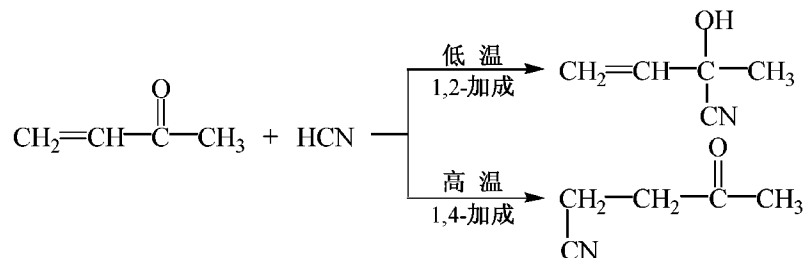 OH
低 温
CH₂=CH—C—CH₃
1,2-加成
O
CN
CH₂=CH—C—CH₃ + HCN
O
高 温
CH₂—CH₂—C—CH₃
1,4-加成
CN